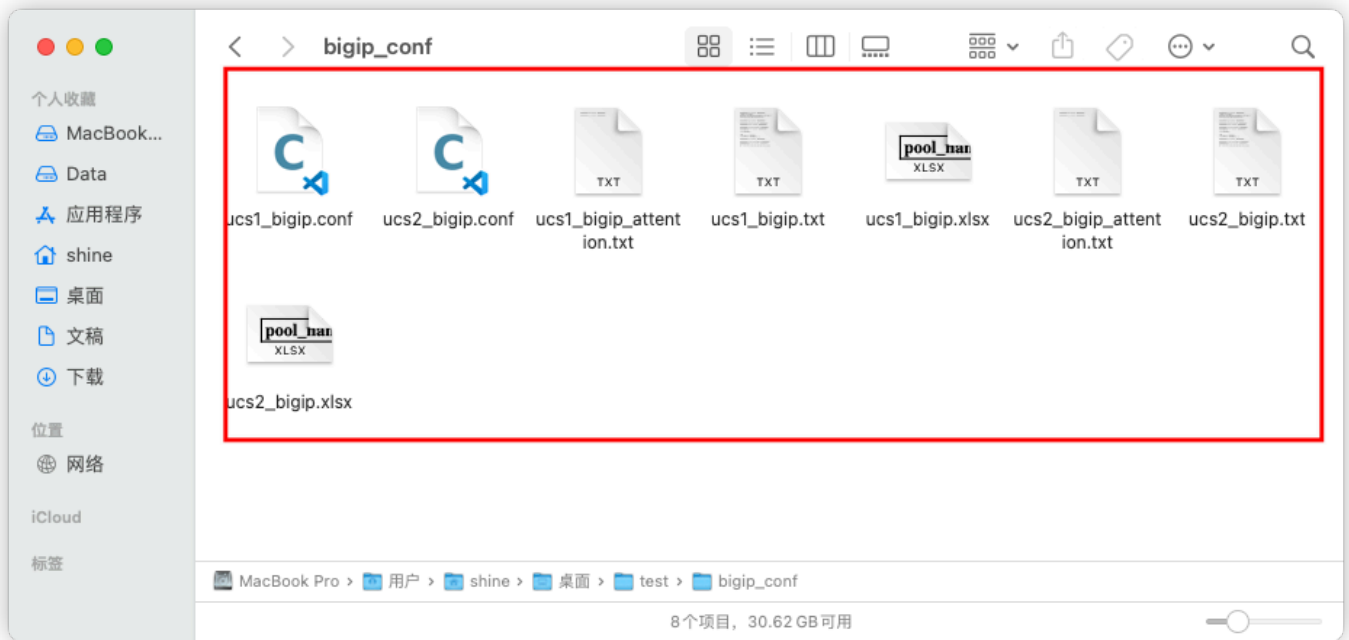 bigip_conf
个人收藏
MacBook...
Data
应用程序
shine
桌面
文稿
下载
位置
网络
iCloud
标签
C
C
TXT
TXT
pool_nan
XLSX
TXT
TXT
ucs1_bigip.conf
ucs2_bigip.conf
ucs1_bigip_attent
ion.txt
ucs1_bigip.txt
ucs1_bigip.xlsx
ucs2_bigip_attent
ion.txt
ucs2_bigip.txt
pool_nan
XLSX
ucs2_bigip.xlsx
MacBook Pro › 用户 › shine › 桌面 › test › bigip_conf
8个项目，30.62 GB可用